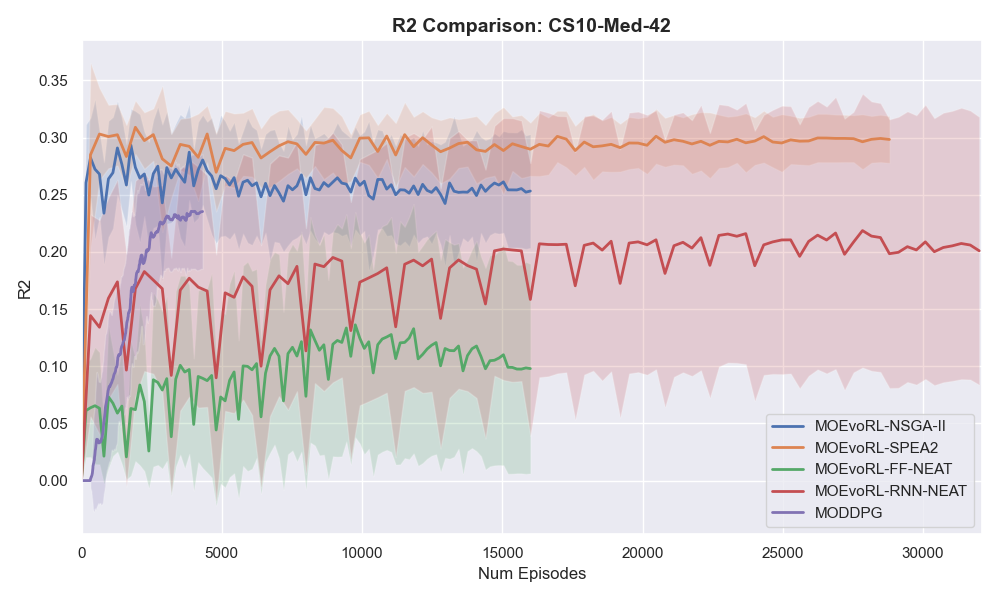 R2 Comparison: CS10-Med-42
R2
0.35
0.30
0.25
0.20
0.15
0.10
0.05
0.00
MOEvoRL-NSGA-II
MOEvoRL-SPEA2
MOEvoRL-FF-NEAT
MOEvoRL-RNN-NEAT
MODDPG
0 5000 10000 15000 20000 25000 30000
Num Episodes